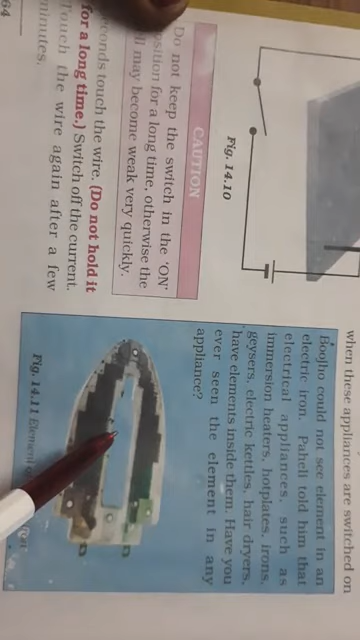 64
Fig. 14.10
CAUTION
Do not keep the switch in the 'ON'
position for a long time, otherwise the
may become weak very quickly.
touch the wire. (Do not hold it
for a long time.) Switch off the current.
Touch the wire again after a few
minutes.
when these appliances are switched on
Boojho could not see element in an
electric iron. Paheli told him that
electrical appliances, such as
immersion heaters, hotplates, irons,
geysers, electric kettles, hair dryers,
have elements inside them. Have you
ever seen the element in any
appliance?
Fig. 14.11 Element